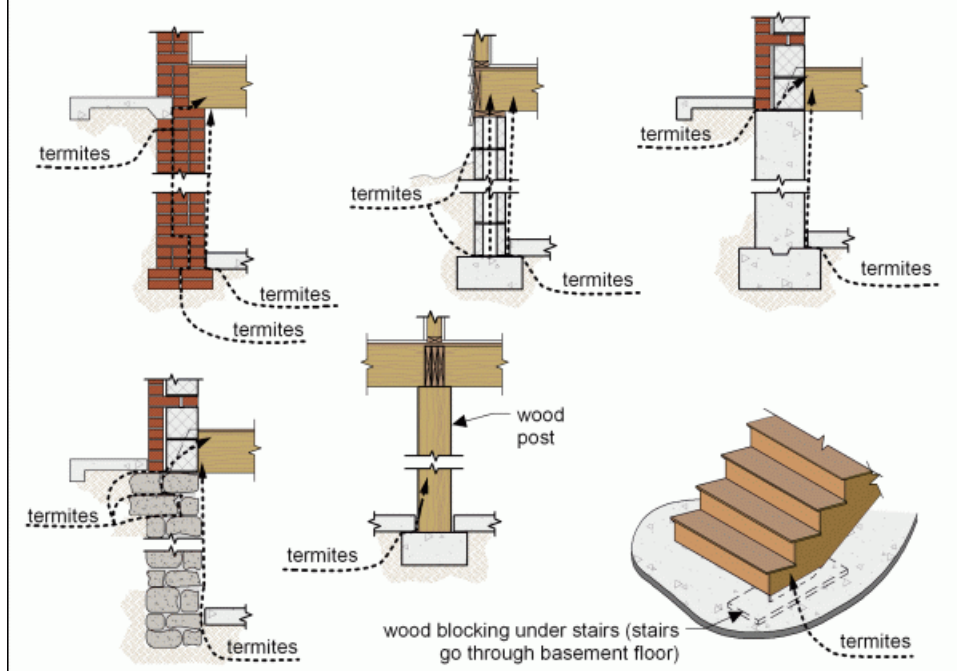 termites
termites
termites
termites
termites
termites
termites
termites
wood
post
termites
termites
wood blocking under stairs (stairs
go through basement floor)
termites